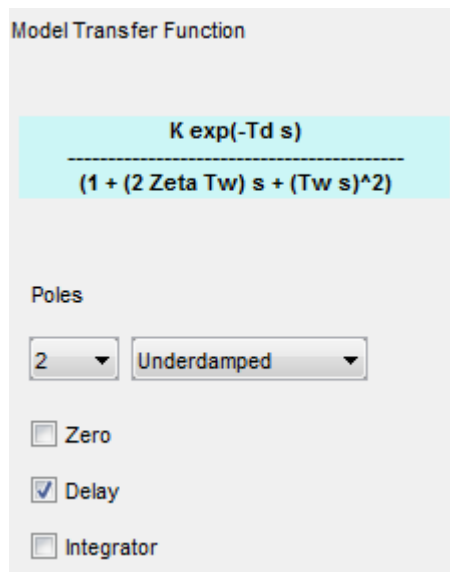 Model Transfer Function
K exp(-Td s)
------------------------------------------
(1 + (2 Zeta Tw) s + (Tw s)^2)
Poles
2 Underdamped
Zero
Delay
Integrator